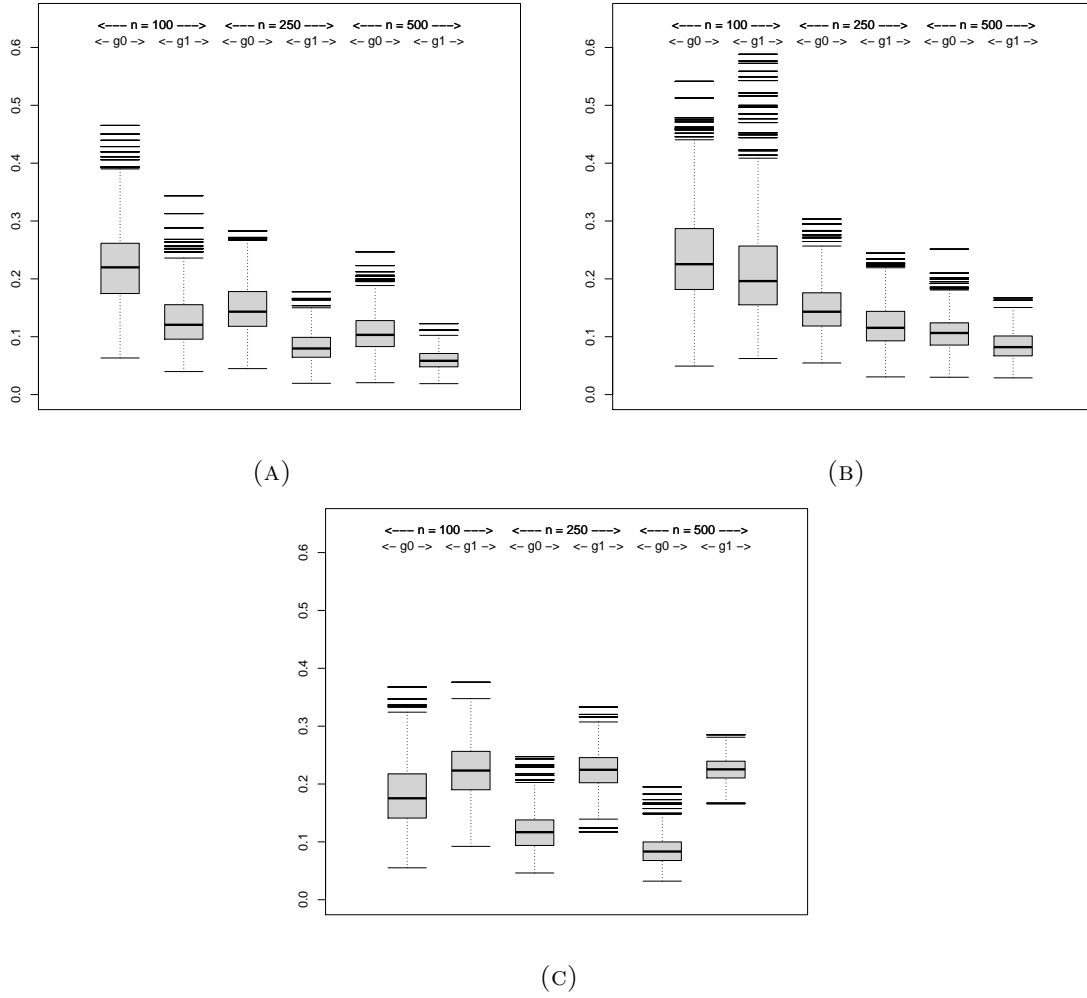 <--- n = 100 ---> <--- n = 250 ---> <--- n = 500 --->
<- g0 -> <- g1 -> <- g0 -> <- g1 -> <- g0 -> <- g1 ->
0.6
0.5
0.4
0.3
0.2
0.1
0.0
(A)
<--- n = 100 ---> <--- n = 250 ---> <--- n = 500 --->
<- g0 -> <- g1 -> <- g0 -> <- g1 -> <- g0 -> <- g1 ->
0.6
0.5
0.4
0.3
0.2
0.1
0.0
(B)
<--- n = 100 ---> <--- n = 250 ---> <--- n = 500 --->
<- g0 -> <- g1 -> <- g0 -> <- g1 -> <- g0 -> <- g1 ->
0.6
0.5
0.4
0.3
0.2
0.1
0.0
(C)